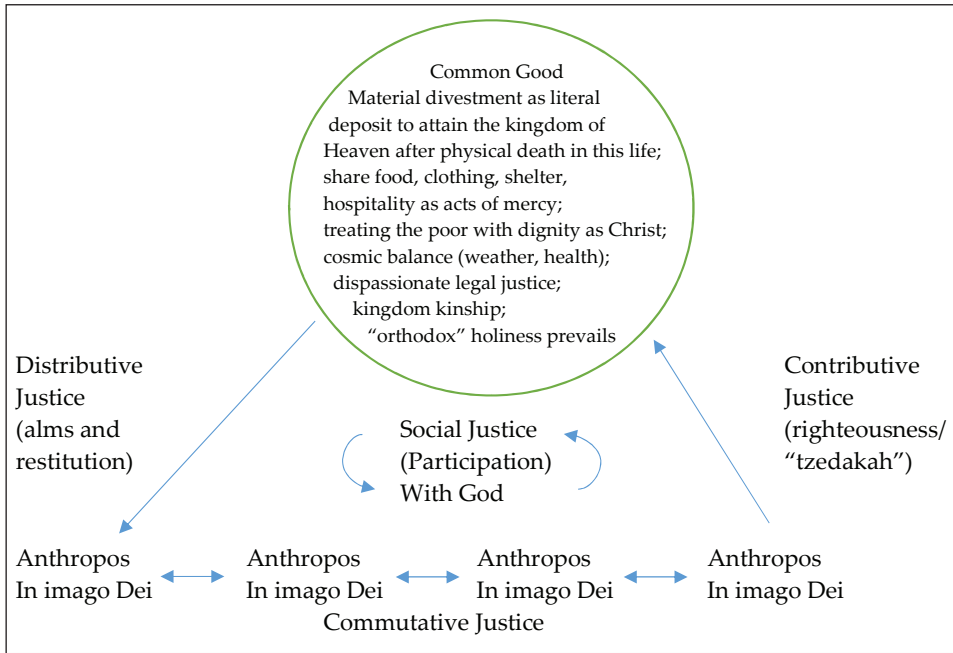 Common Good
Material divestment as literal
deposit to attain the kingdom of
Heaven after physical death in this life;
share food, clothing, shelter,
hospitality as acts of mercy;
treating the poor with dignity as Christ;
cosmic balance (weather, health);
dispassionate legal justice;
kingdom kinship;
“orthodox” holiness prevails
Distributive
Justice
(alms and
restitution)
Social Justice
(Participation)
With God
Contributive
Justice
(righteousness/
“tzedakah”)
Anthropos
In imago Dei
Anthropos
In imago Dei
Anthropos
In imago Dei
Anthropos
In imago Dei
Commutative Justice